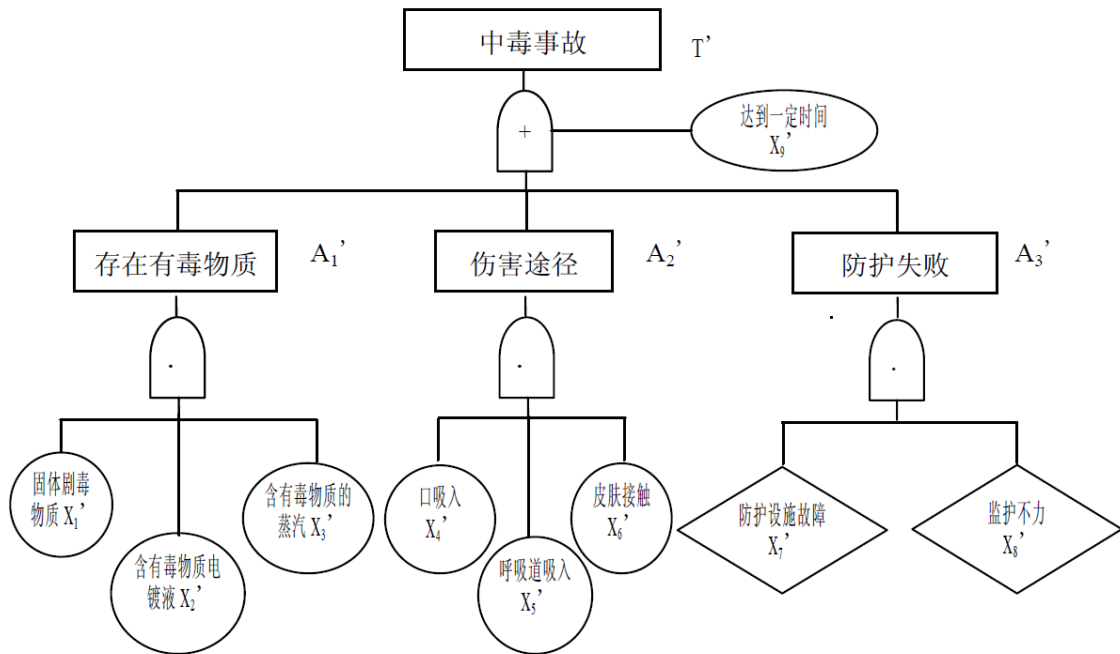 中毒事故
T’
+
达到一定时间
X9’
存在有毒物质
A1’
伤害途径
A2’
防护失败
A3’
.
.
.
.
固体剧毒
物质 X1’
含有毒物质电
镀液 X2’
含有毒物质的
蒸汽 X3’
口吸入
X4’
呼吸道吸入
X5’
皮肤接触
X6’
防护设施故障
X7’
监护不力
X8’